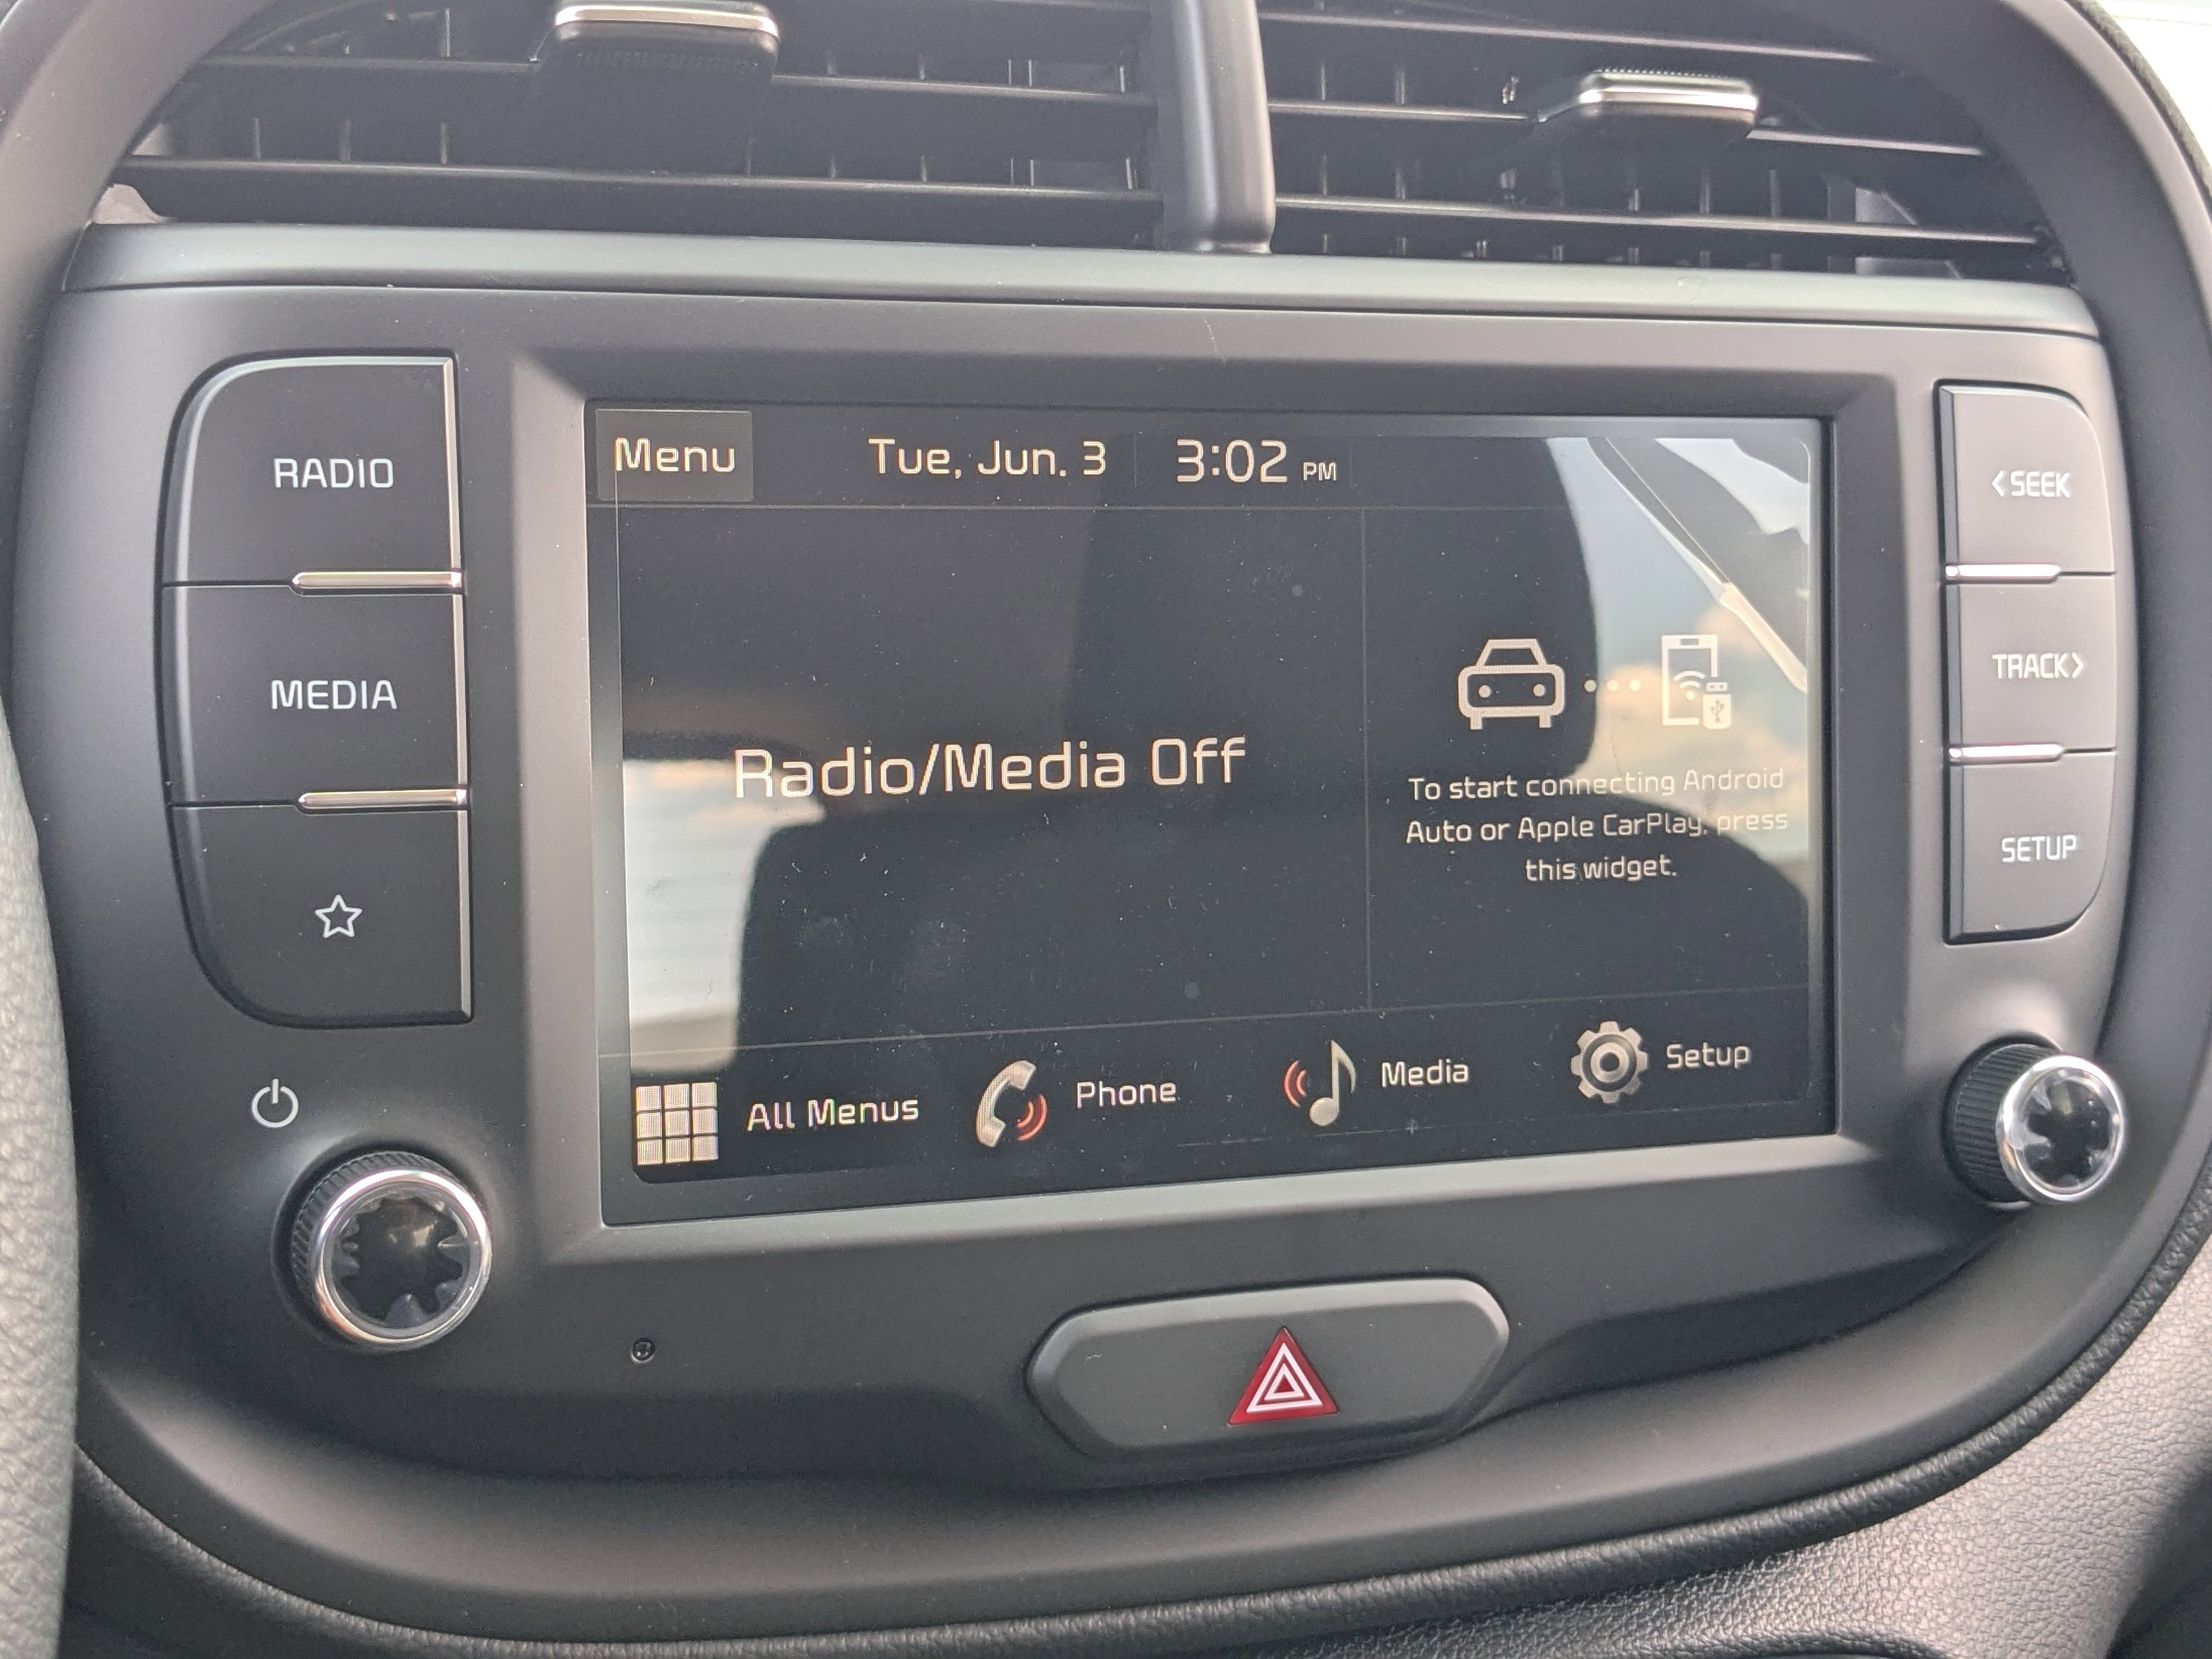 RADIO
MEDIA
Menu
Tue, Jun. 3
3:02 PM
Radio/Media Off
To start connecting Android
Auto or Apple CarPlay, press
this widget.
All Menus
Phone
Media
Setup
<SEEK
TRACK>
SETUP